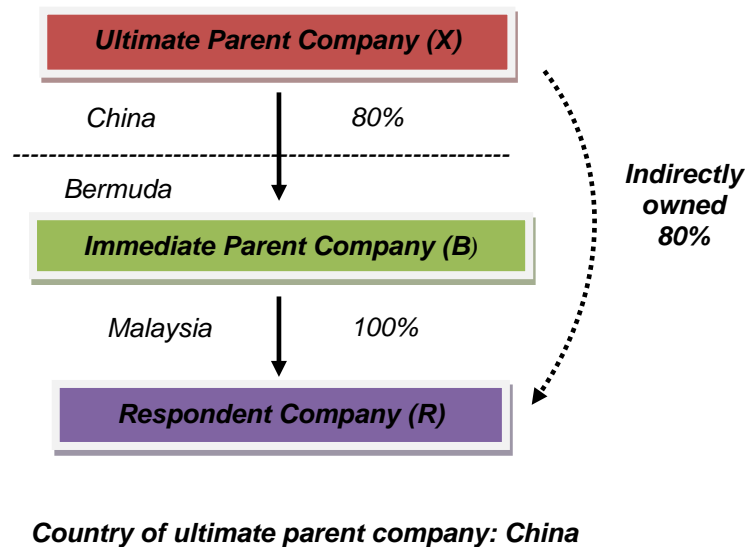 Ultimate Parent Company (X)
China 80%
Bermuda
Indirectly
owned
80%
Immediate Parent Company (B)
Malaysia 100%
Respondent Company (R)
Country of ultimate parent company: China